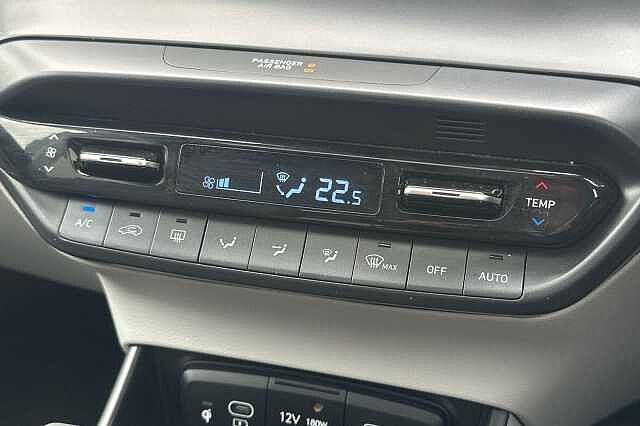 PASSENGER
AIR BAG
22.5
TEMP
A/C
MAX
OFF
AUTO
12V
180W